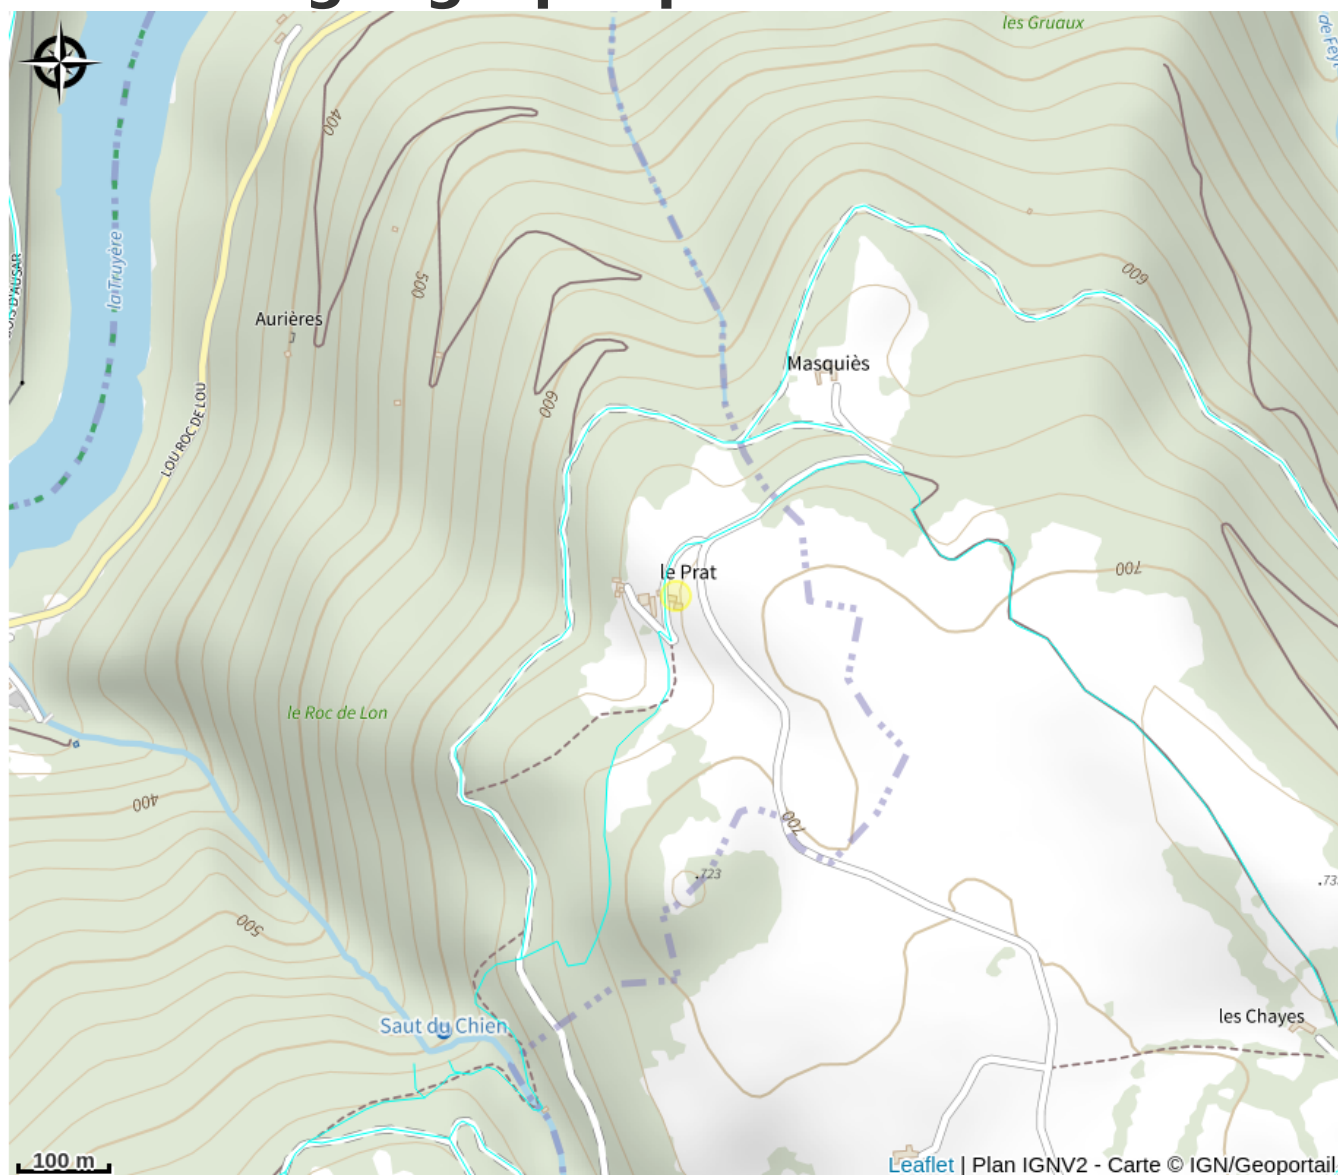 les Gruaux
400
la Truyère
500
600
Aurières
Masquiès
LOU ROC DE LOU
600
700
le Prat
le Roc de Lon
400
700
723
500
Saut du Chien
les Chayes
100 m
Leaflet | Plan IGNV2 - Carte © IGN/Geoportail